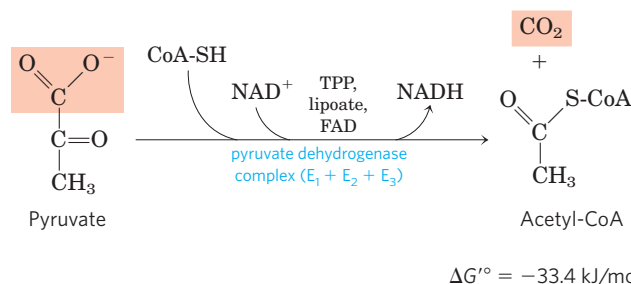 CO₂
+
O
O⁻
C
C=O
CH₃
Pyruvate
CoA-SH
NAD⁺
TPP,
lipoate,
FAD
NADH
pyruvate dehydrogenase
complex (E₁ + E₂ + E₃)
O
S-CoA
C
CH₃
Acetyl-CoA
ΔG′° = −33.4 kJ/mo